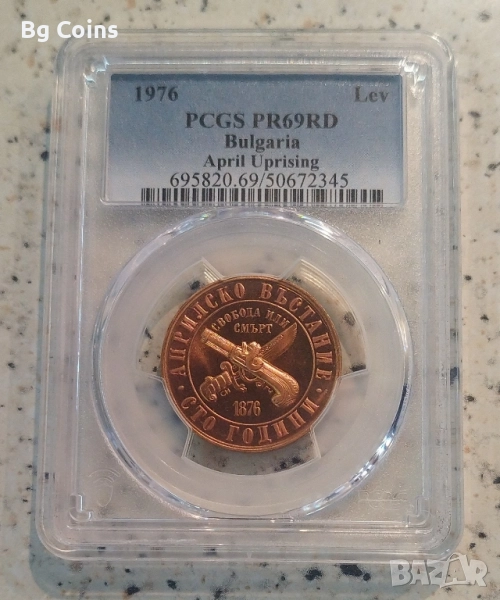 Bg Coins
1976 Lev
PCGS PR69RD
Bulgaria
April Uprising
695820.69/50672345
АПРИЛСКО ВЪСТАНИЕ
СВОБОДА ИЛИ
СМЪРТ
1876
· СТО ГОДИНИ ·
BAZAR